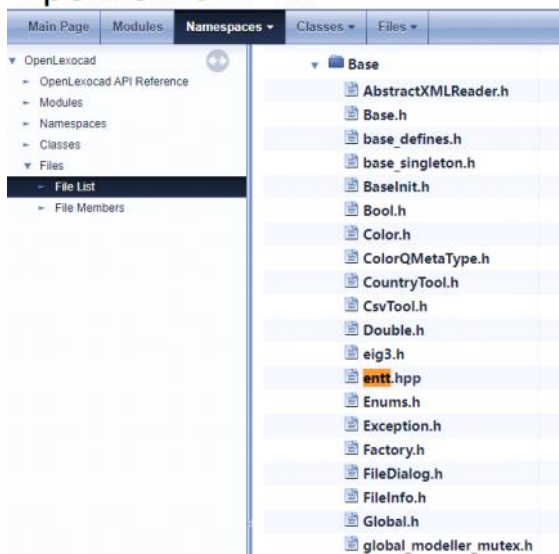 Main Page Modules Namespaces Classes Files
OpenLexocad
OpenLexocad API Reference
Modules
Namespaces
Classes
Files
File List
File Members
Base
AbstractXMLReader.h
Base.h
base_defines.h
base_singleton.h
BaseInit.h
Bool.h
Color.h
ColorQMetaType.h
CountryTool.h
CsvTool.h
Double.h
eig3.h
entt.hpp
Enums.h
Exception.h
Factory.h
FileDialog.h
FileInfo.h
Global.h
global_modeller_mutex.h